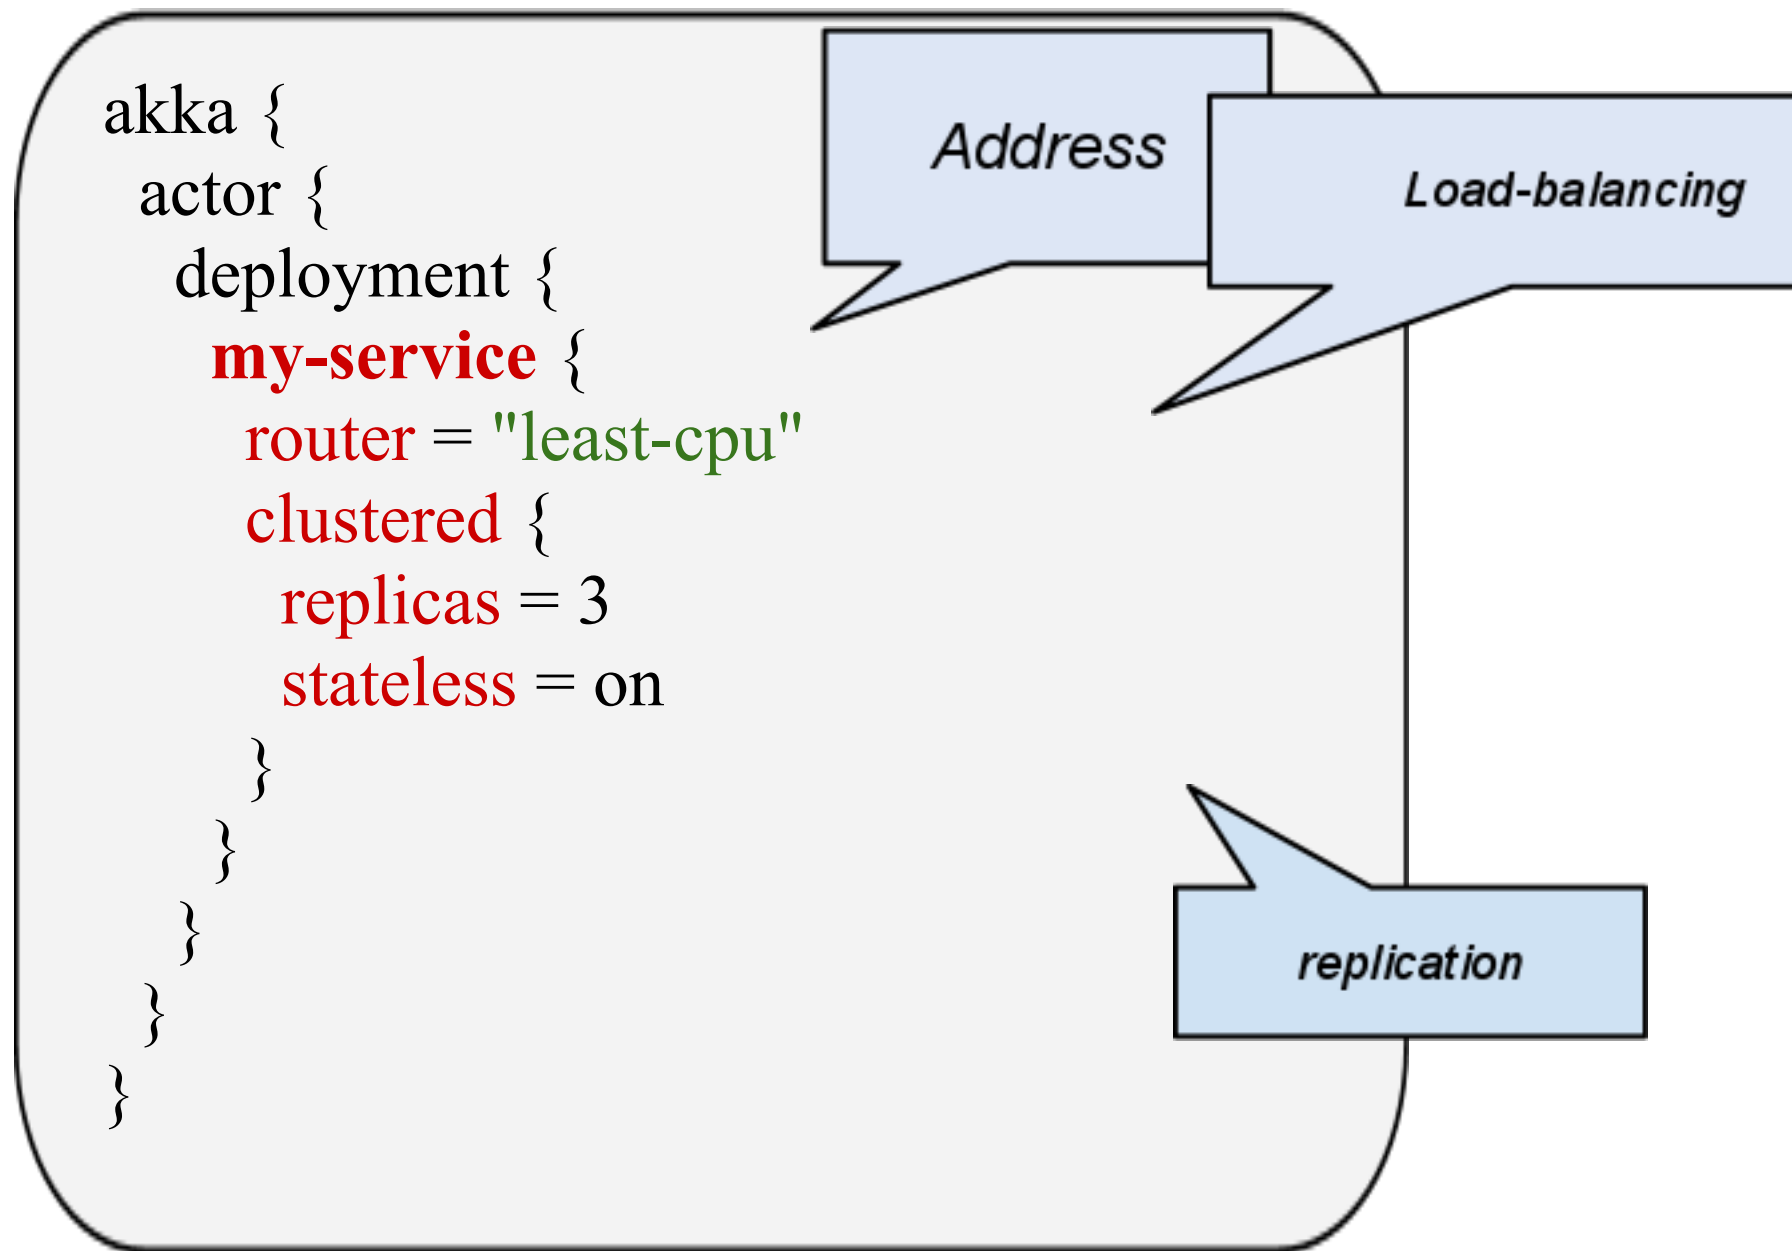 akka {
actor {
deployment {
my-service {
router = "least-cpu"
clustered {
replicas = 3
stateless = on
}
}
}
}
}
Address
Load-balancing
replication